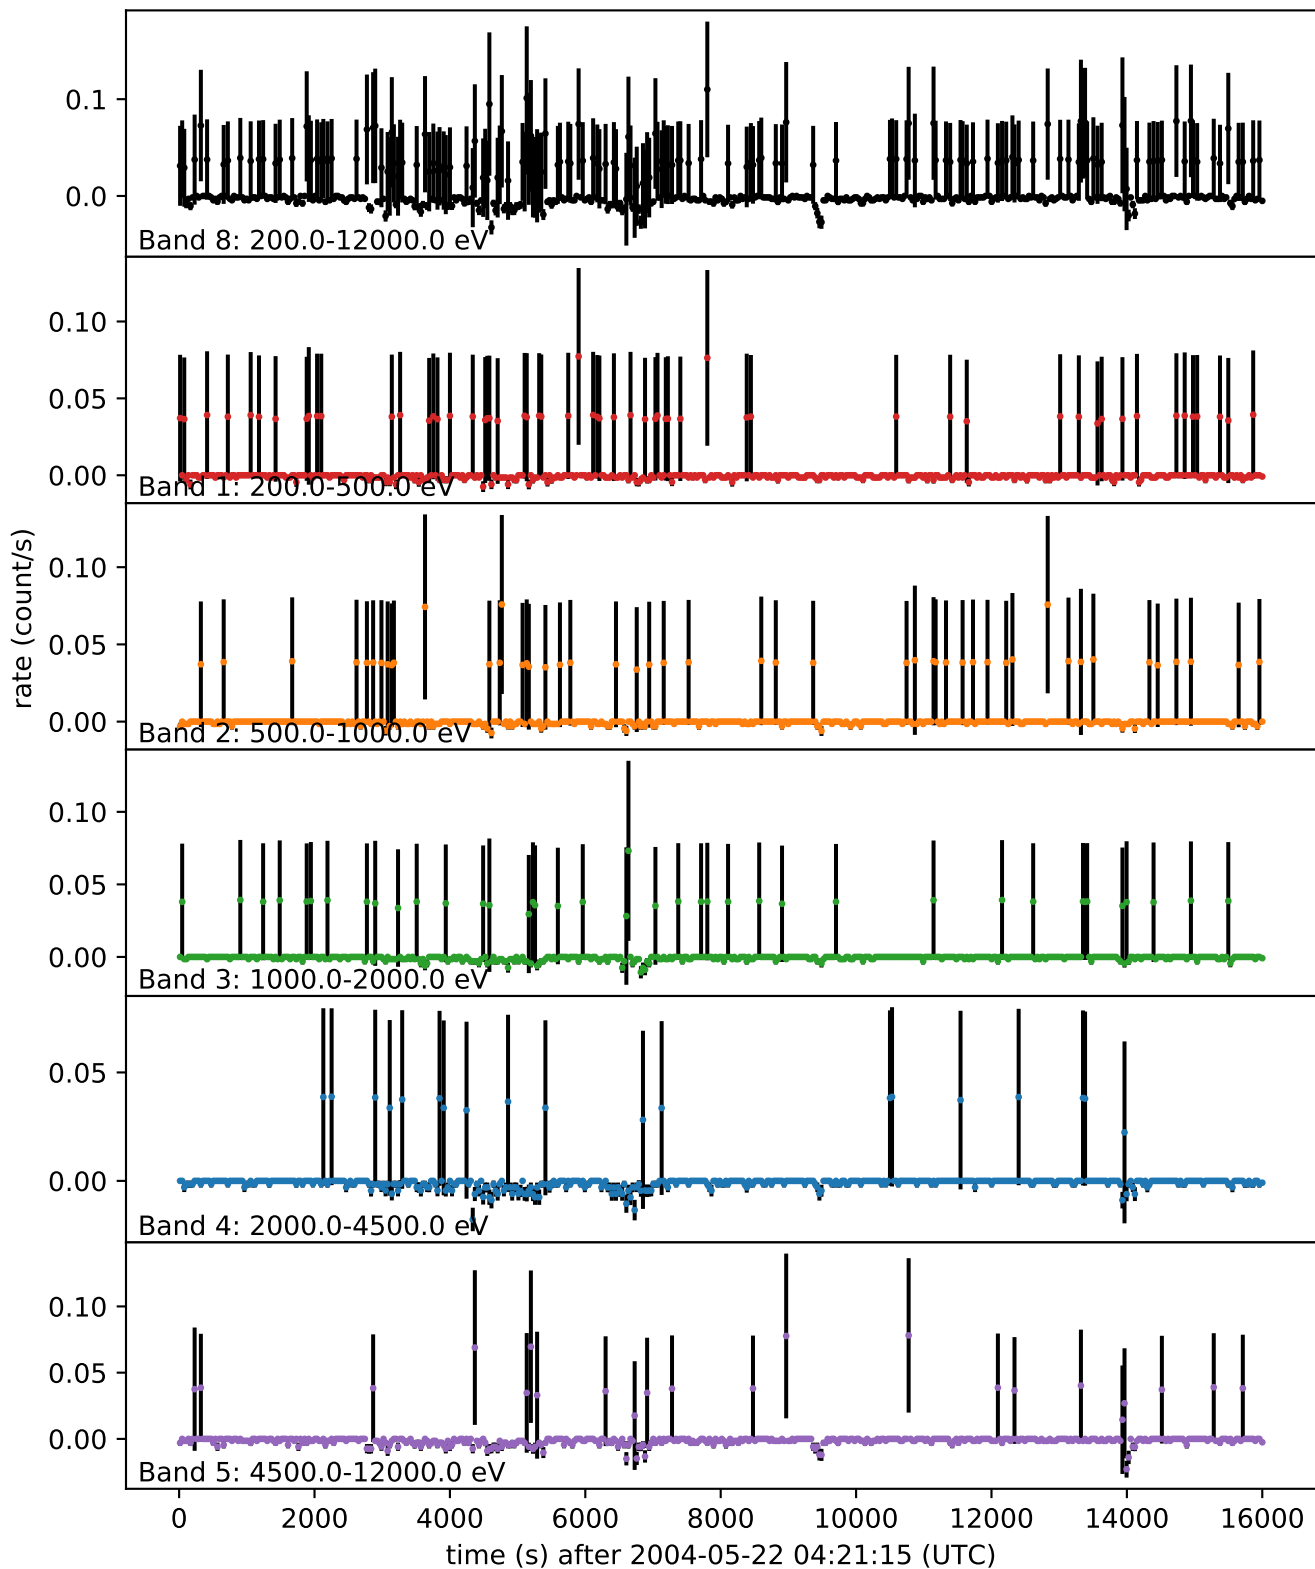 0.1
0.0
Band 8: 200.0-12000.0 eV
0.10
0.05
0.00
Band 1: 200.0-500.0 eV
rate (count/s)
0.10
0.05
0.00
Band 2: 500.0-1000.0 eV
0.10
0.05
0.00
Band 3: 1000.0-2000.0 eV
0.05
0.00
Band 4: 2000.0-4500.0 eV
0.10
0.05
0.00
Band 5: 4500.0-12000.0 eV
0 2000 4000 6000 8000 10000 12000 14000 16000
time (s) after 2004-05-22 04:21:15 (UTC)